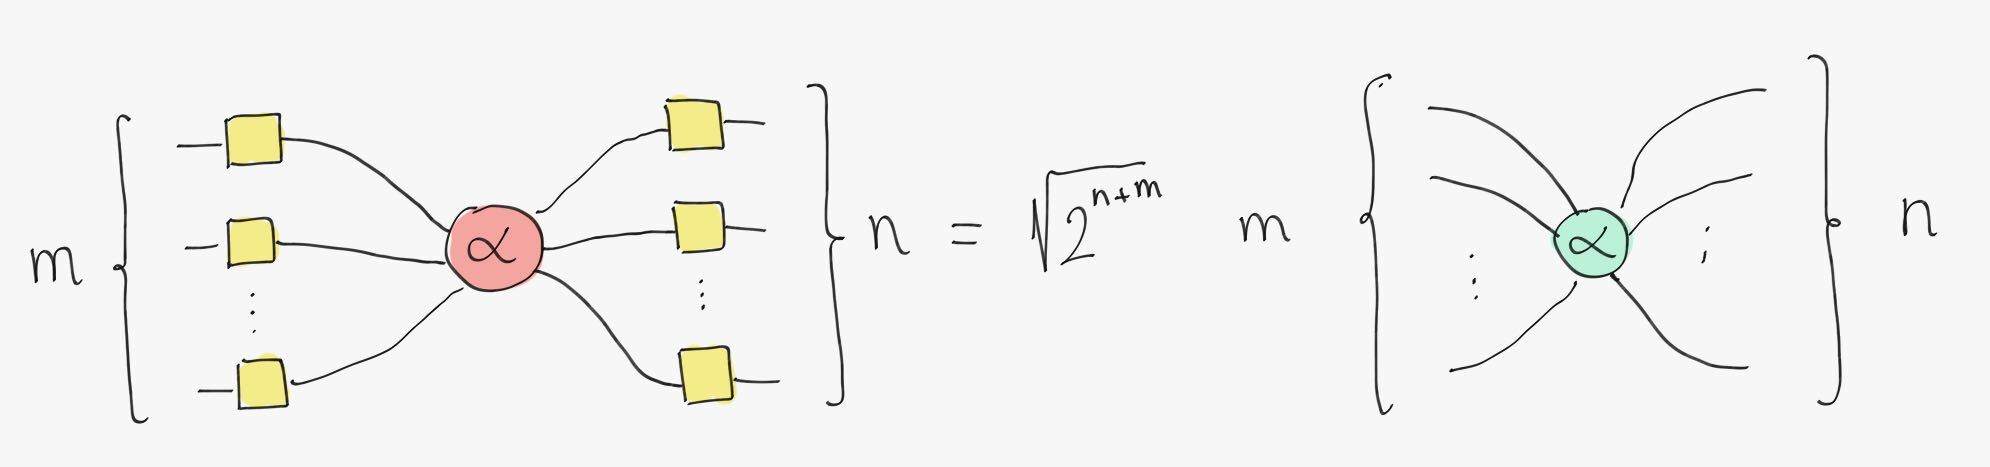 m { α } n = √2^{n+m} m { α } n